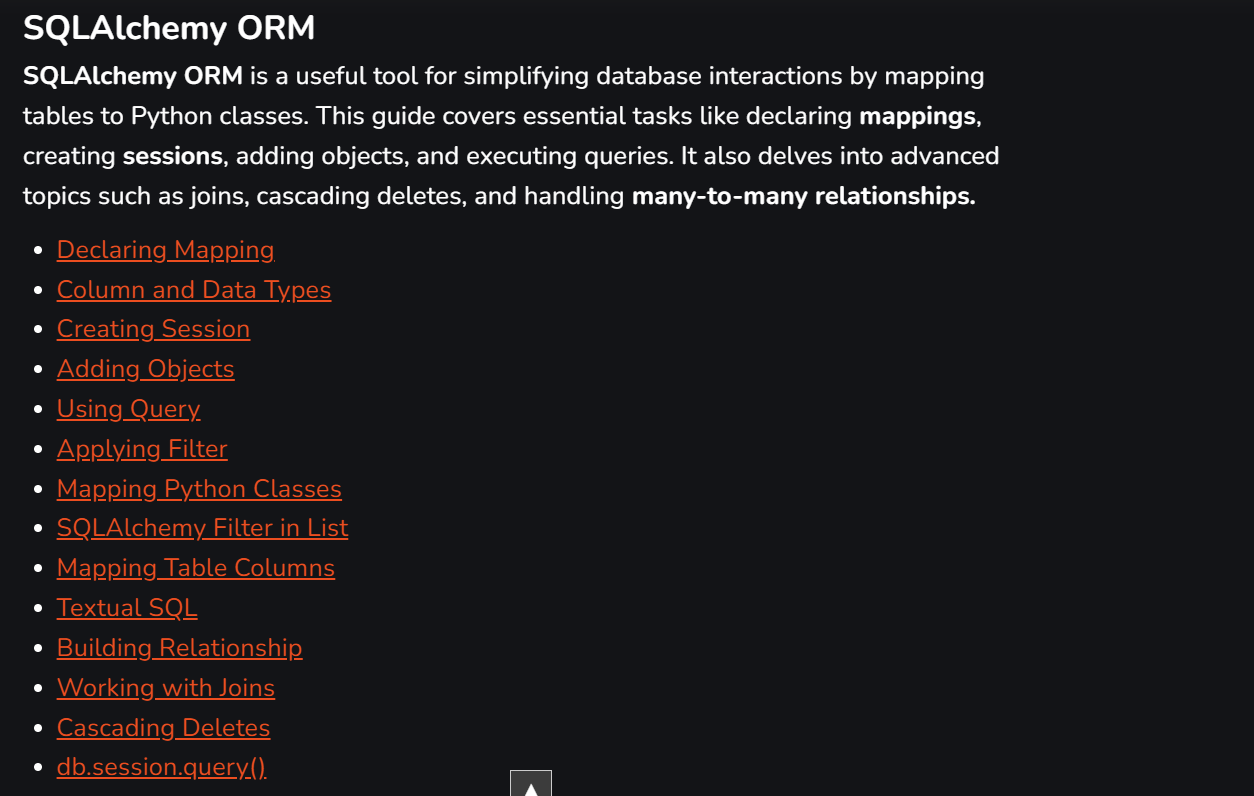 SQLAlchemy ORM
SQLAlchemy ORM is a useful tool for simplifying database interactions by mapping
tables to Python classes. This guide covers essential tasks like declaring mappings,
creating sessions, adding objects, and executing queries. It also delves into advanced
topics such as joins, cascading deletes, and handling many-to-many relationships.
Declaring Mapping
Column and Data Types
Creating Session
Adding Objects
Using Query
Applying Filter
Mapping Python Classes
SQLAlchemy Filter in List
Mapping Table Columns
Textual SQL
Building Relationship
Working with Joins
Cascading Deletes
db.session.query()